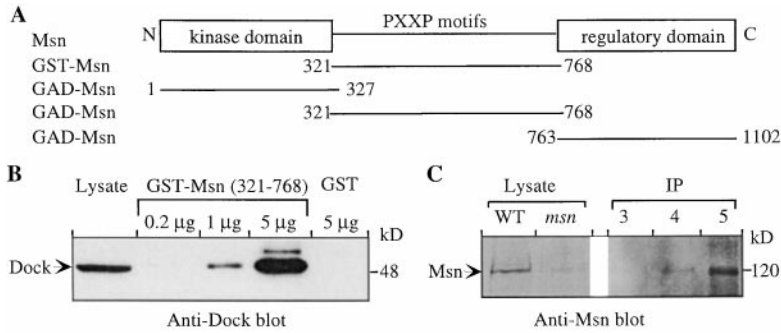 A
PXXP motifs
Msn N kinase domain regulatory domain C
GST-Msn 321 768
GAD-Msn 1 327
GAD-Msn 321 768
GAD-Msn 763 1102
B
Lysate GST-Msn (321-768) GST
0.2 µg 1 µg 5 µg 5 µg kD
Dock 48
Anti-Dock blot
C
Lysate IP
WT msn 3 4 5 kD
Msn 120
Anti-Msn blot